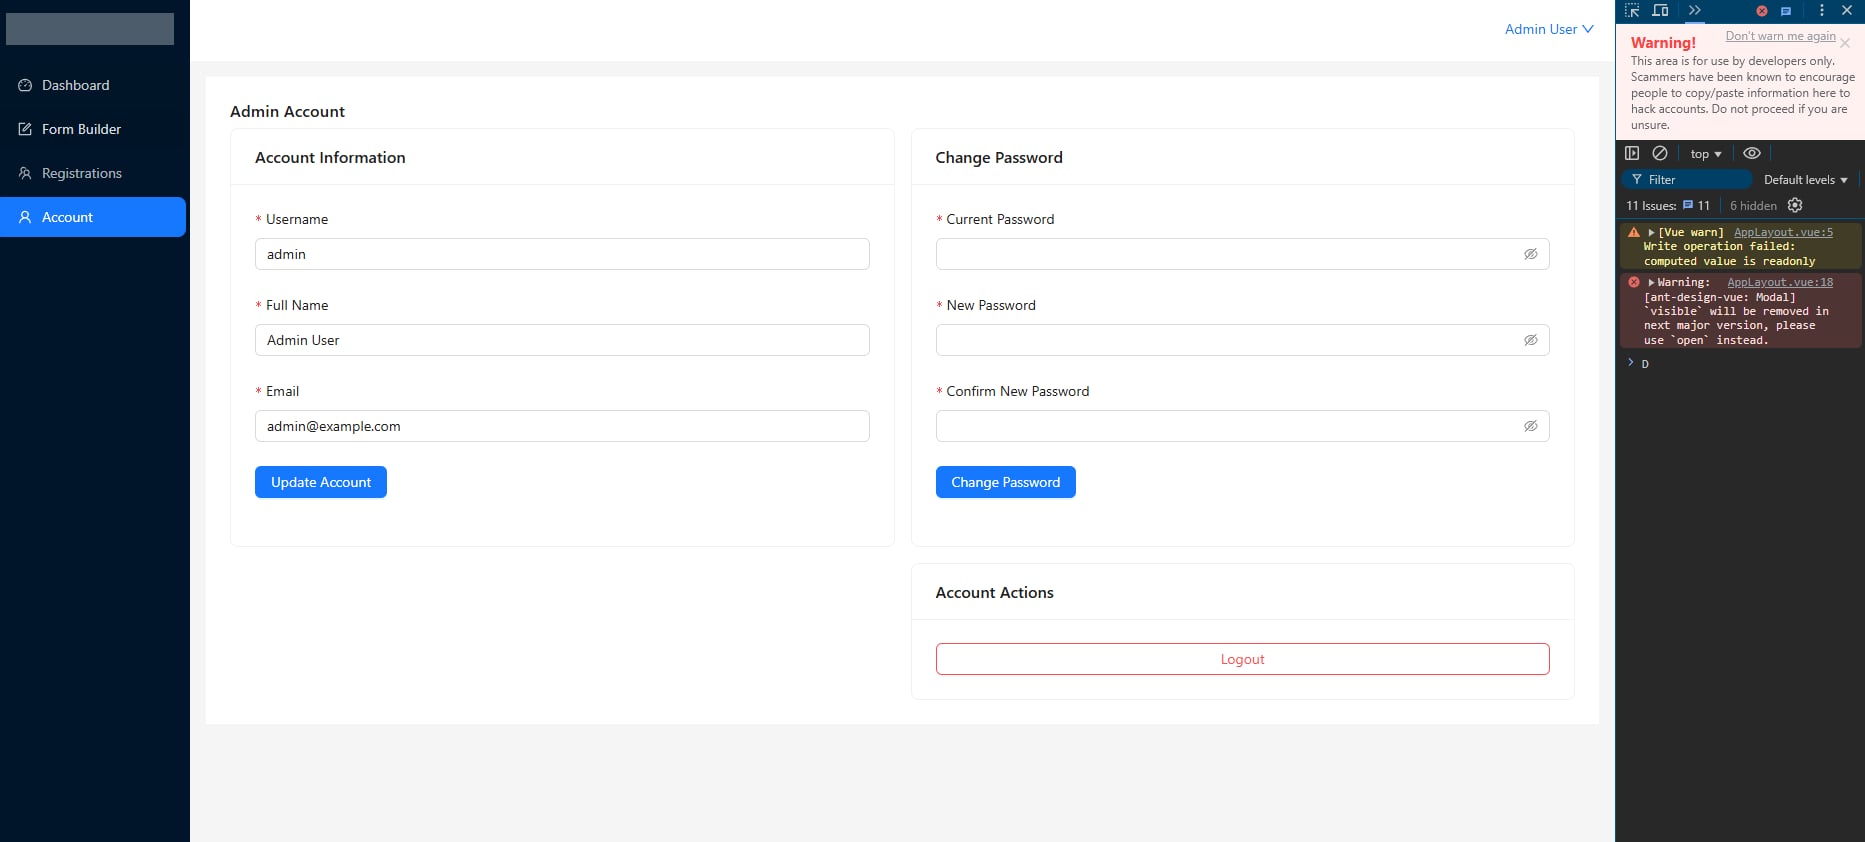 Dashboard
Form Builder
Registrations
Account
Admin User
Admin Account
Account Information
* Username
admin
* Full Name
Admin User
* Email
admin@example.com
Update Account
Change Password
* Current Password
* New Password
* Confirm New Password
Change Password
Account Actions
Logout
Warning!
Don't warn me again
This area is for use by developers only.
Scammers have been known to encourage
people to copy/paste information here to
hack accounts. Do not proceed if you are
unsure.
top
Filter
Default levels
11 Issues: 11
6 hidden
[Vue warn] AppLayout.vue:5
Write operation failed:
computed value is readonly
Warning: AppLayout.vue:18
[ant-design-vue: Modal]
`visible` will be removed in
next major version, please
use `open` instead.
D